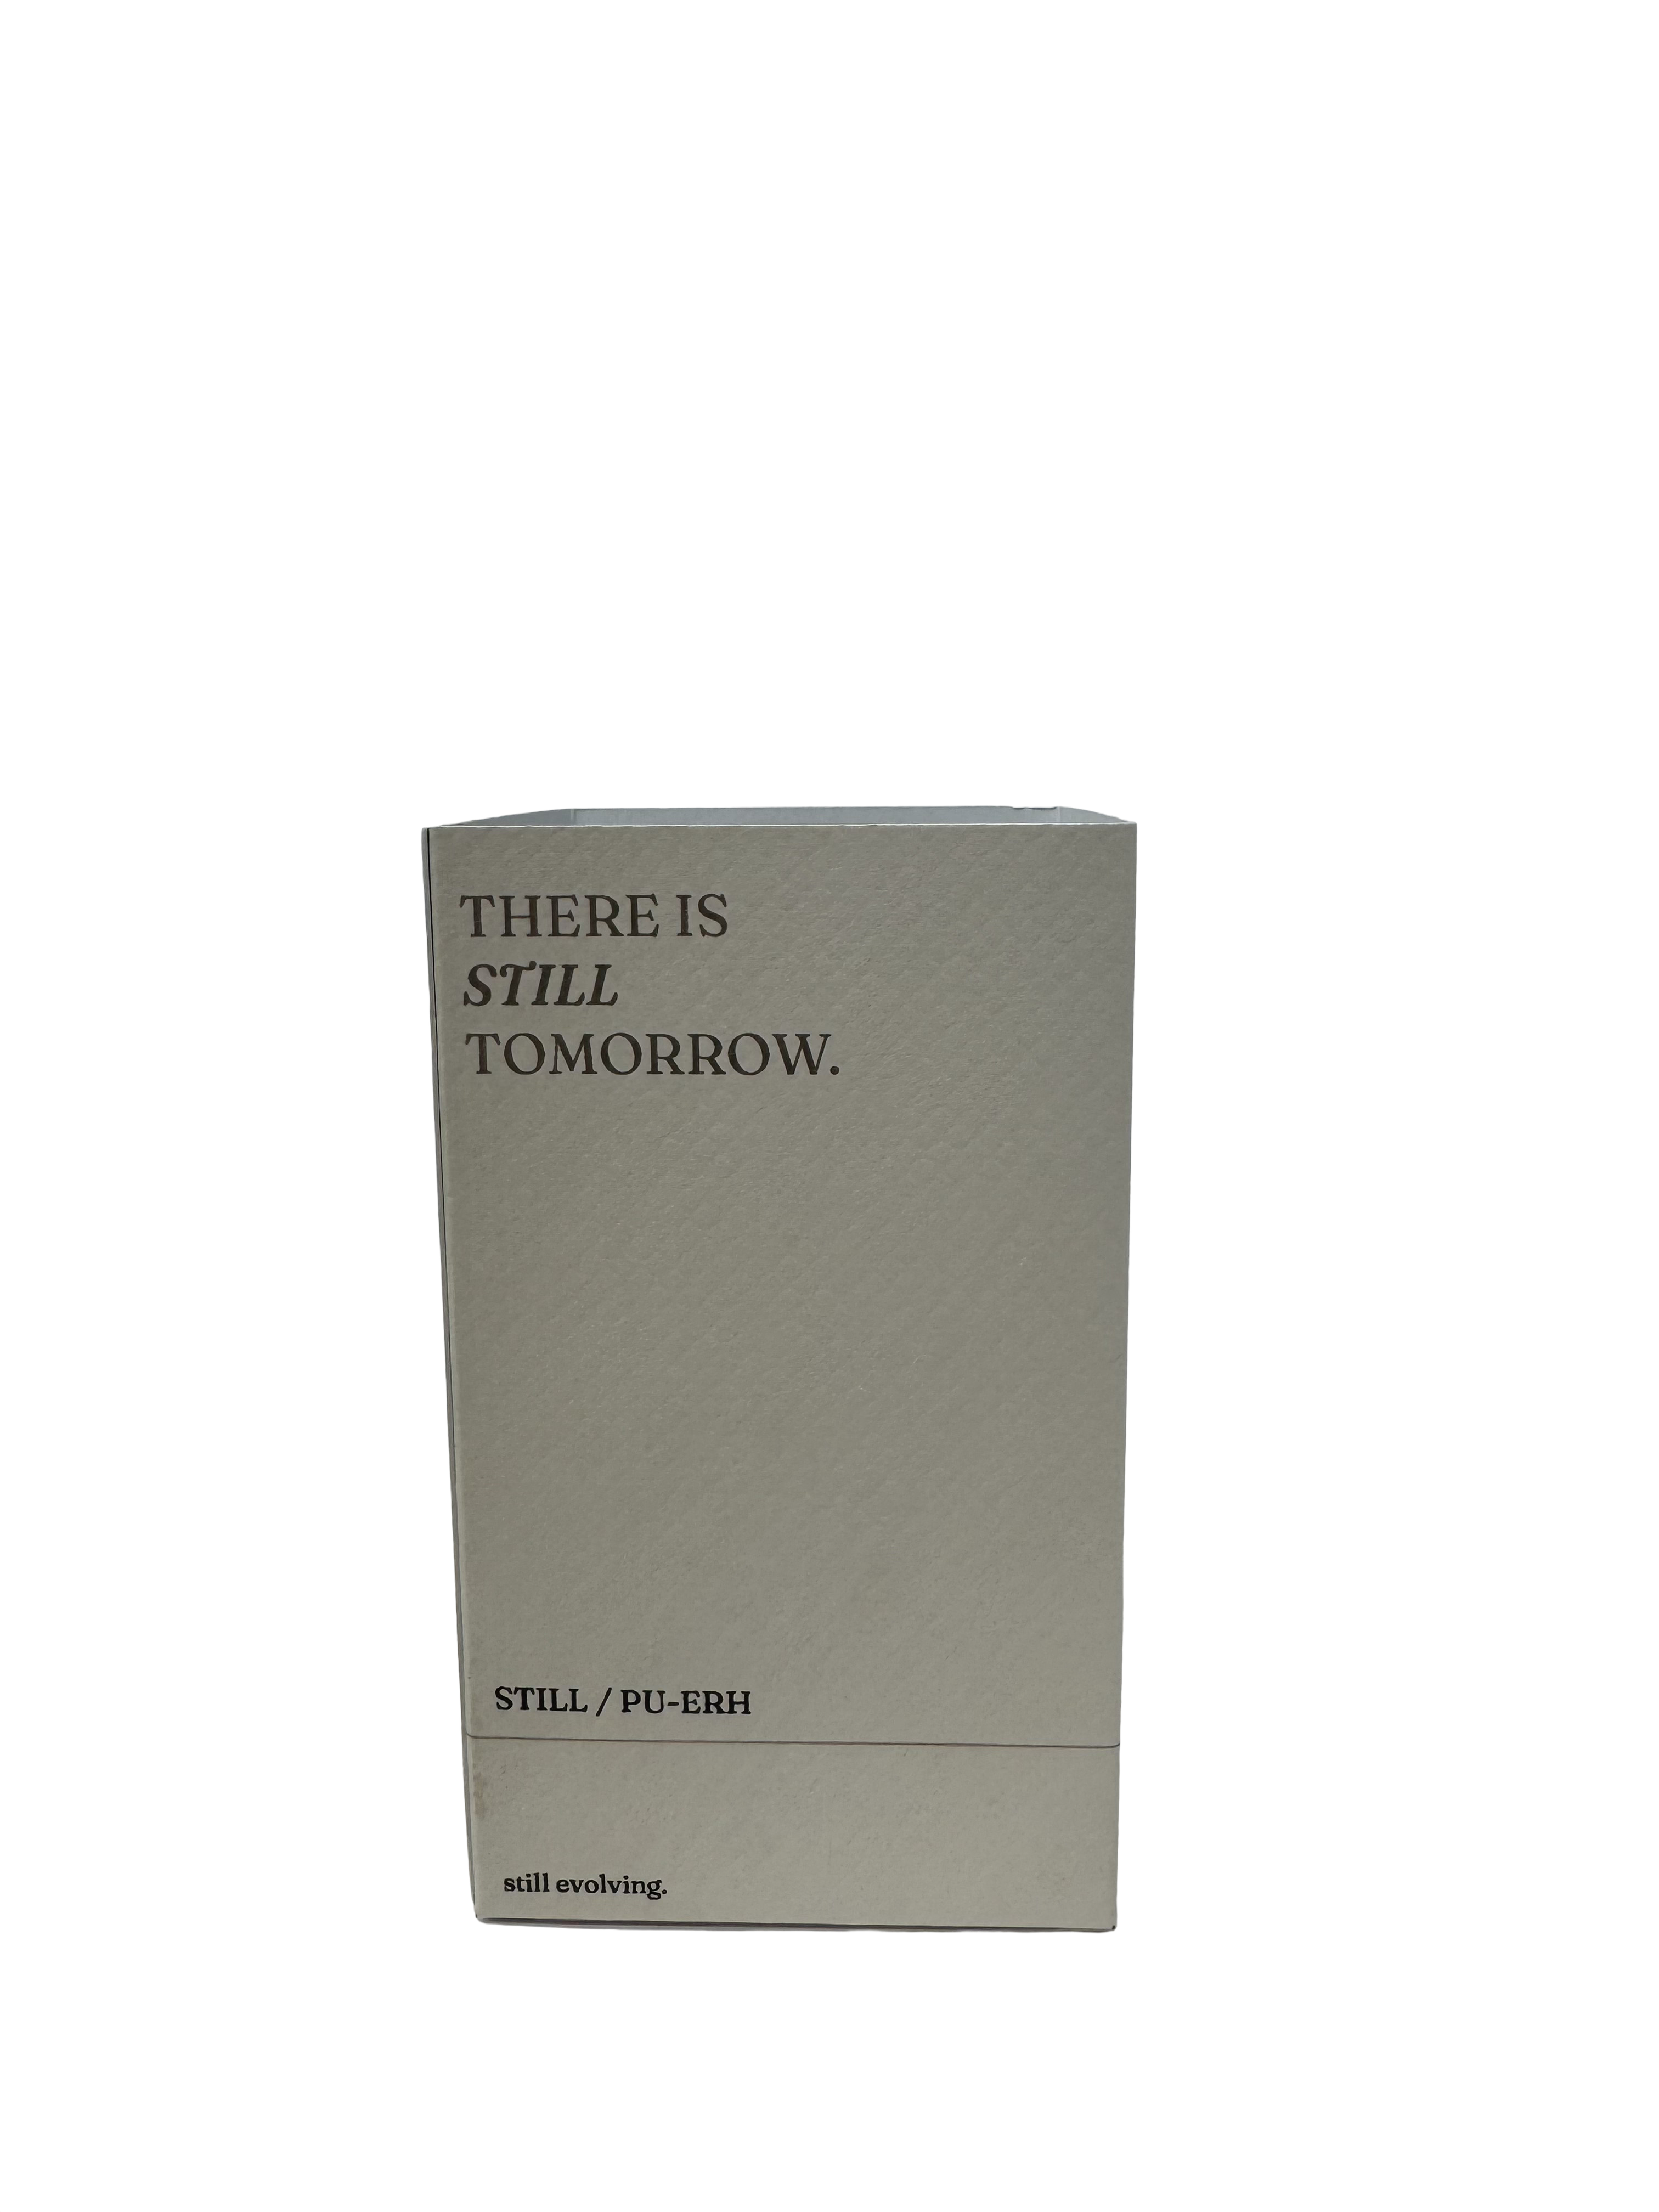 THERE IS
STILL
TOMORROW.
STILL / PU-ERH
still evolving.